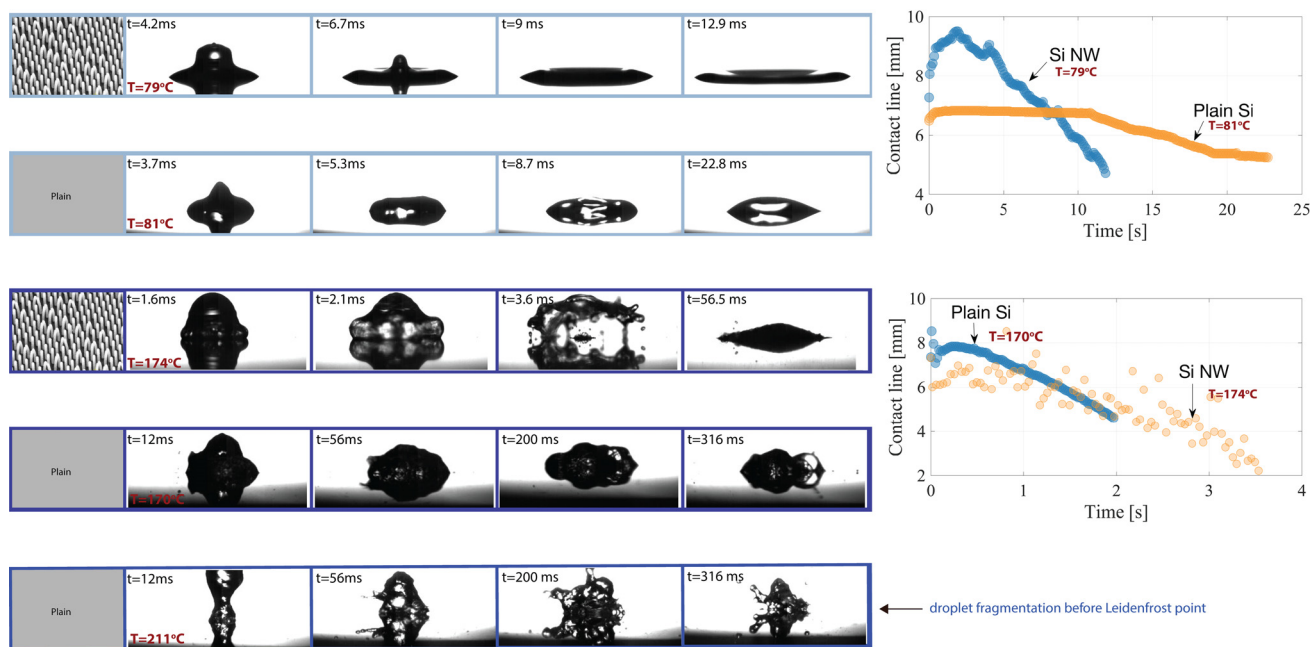 t=4.2ms
t=6.7ms
t=9 ms
t=12.9ms
T=79°C
Plain
t=3.7ms
t=5.3ms
t=8.7 ms
t=22.8 ms
T=81°C
t=1.6ms
t=2.1ms
t=3.6 ms
t=56.5 ms
T=174°C
Plain
t=12ms
t=56ms
t=200 ms
t=316 ms
T=170°C
Plain
t=12ms
t=56ms
t=200 ms
t=316 ms
T=211°C
droplet fragmentation before Leidenfrost point
Contact line [mm]
10
8
6
4
Si NW
T=79°C
Plain Si
T=81°C
0
5
10
15
20
25
Time [s]
Contact line [mm]
10
8
6
4
2
Plain Si
T=170°C
Si NW
T=174°C
0
1
2
3
4
Time [s]